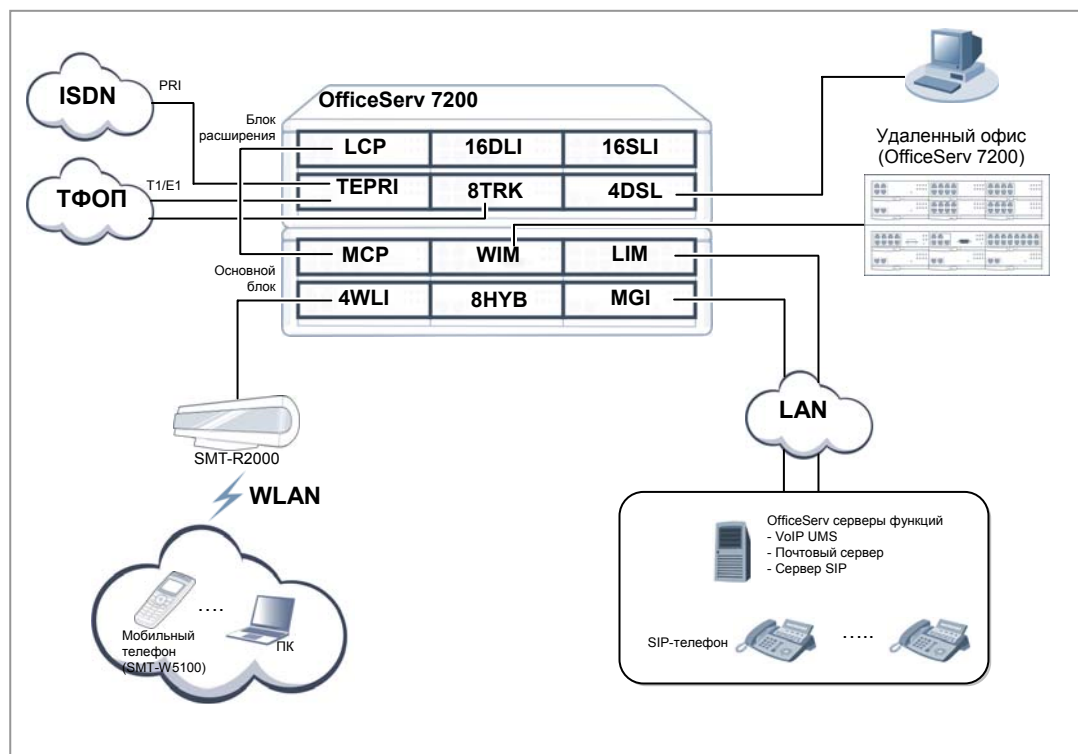 ISDN
PRI
OfficeServ 7200
Блок
расширения
LCP
16DLI
16SLI
Удаленный офис
(OfficeServ 7200)
ТФОП
T1/E1
TEPRI
8TRK
4DSL
MCP
WIM
LIM
Основной
блок
4WLI
8HYB
MGI
LAN
SMT-R2000
WLAN
OfficeServ серверы функций
- VoIP UMS
- Почтовый сервер
- Сервер SIP
....
Мобильный
телефон
(SMT-W5100)
ПК
SIP-телефон
.....